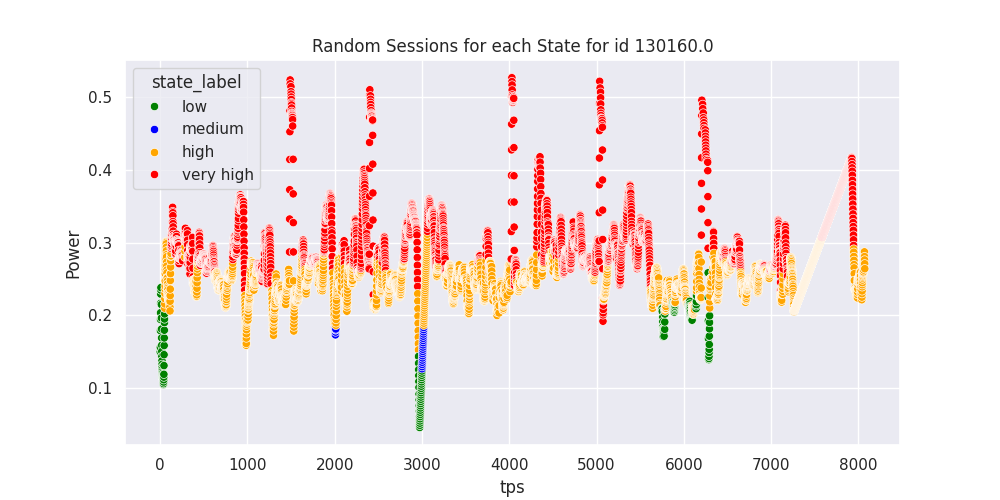 Random Sessions for each State for id 130160.0
state_label
low
medium
high
very high
Power
0.5
0.4
0.3
0.2
0.1
0 1000 2000 3000 4000 5000 6000 7000 8000
tps